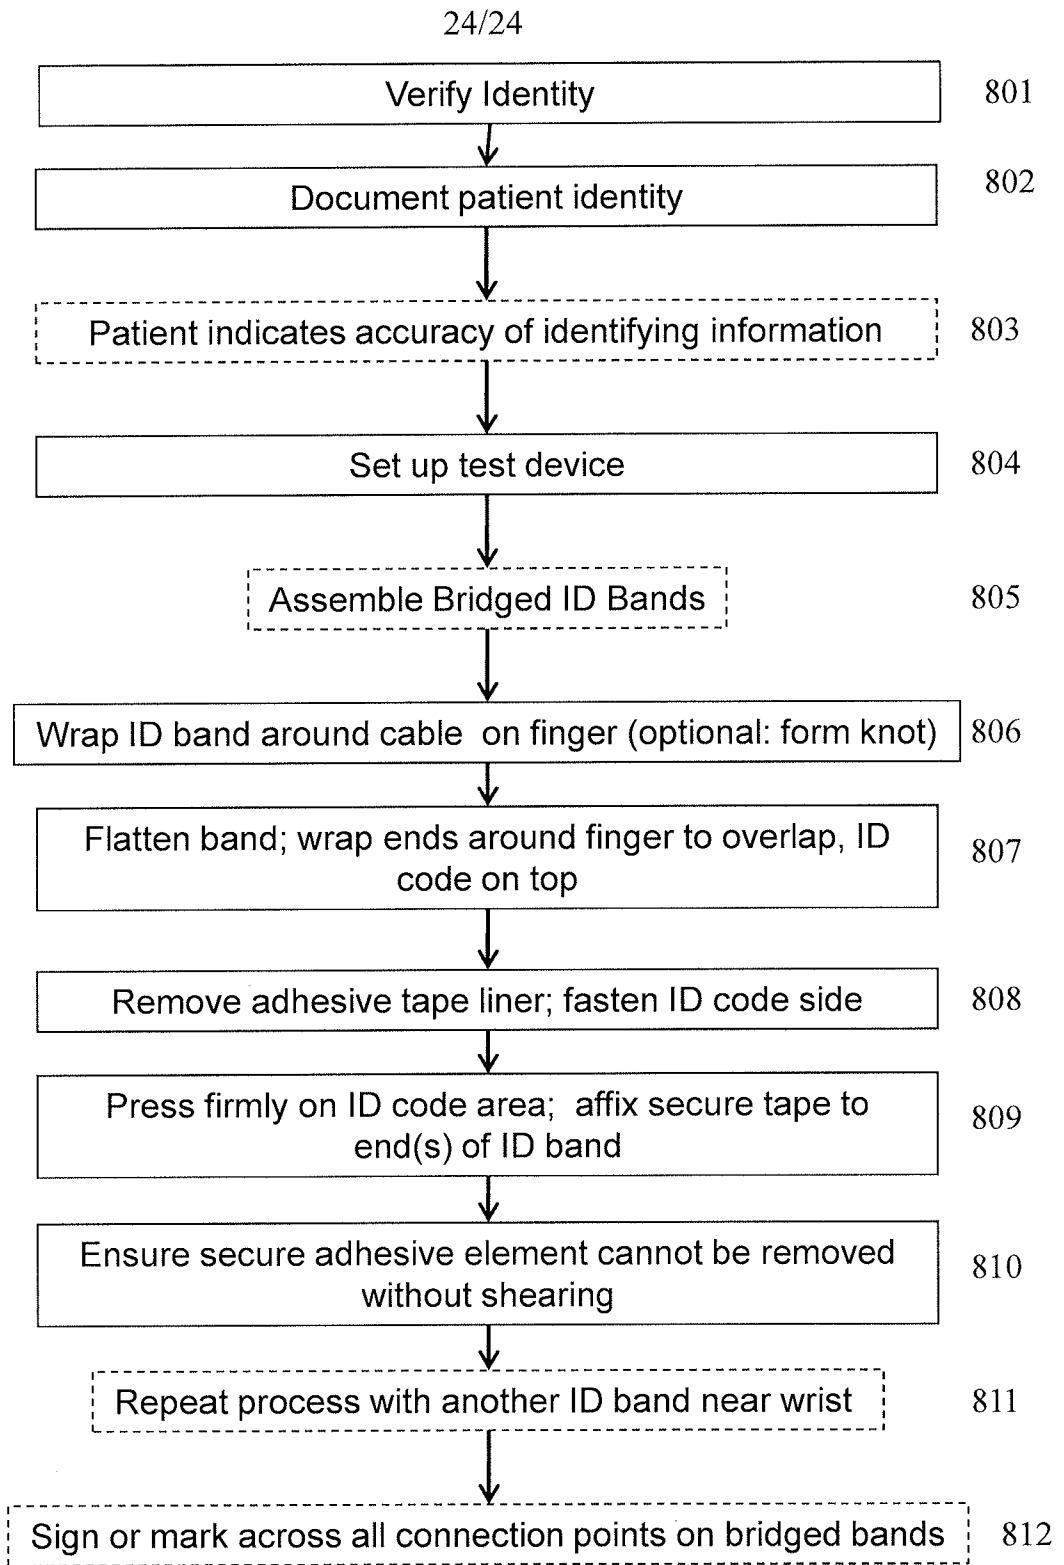 24/24
Verify Identity 801
Document patient identity 802
Patient indicates accuracy of identifying information 803
Set up test device 804
Assemble Bridged ID Bands 805
Wrap ID band around cable on finger (optional: form knot) 806
Flatten band; wrap ends around finger to overlap, ID
code on top 807
Remove adhesive tape liner; fasten ID code side 808
Press firmly on ID code area; affix secure tape to
end(s) of ID band 809
Ensure secure adhesive element cannot be removed
without shearing 810
Repeat process with another ID band near wrist 811
Sign or mark across all connection points on bridged bands 812